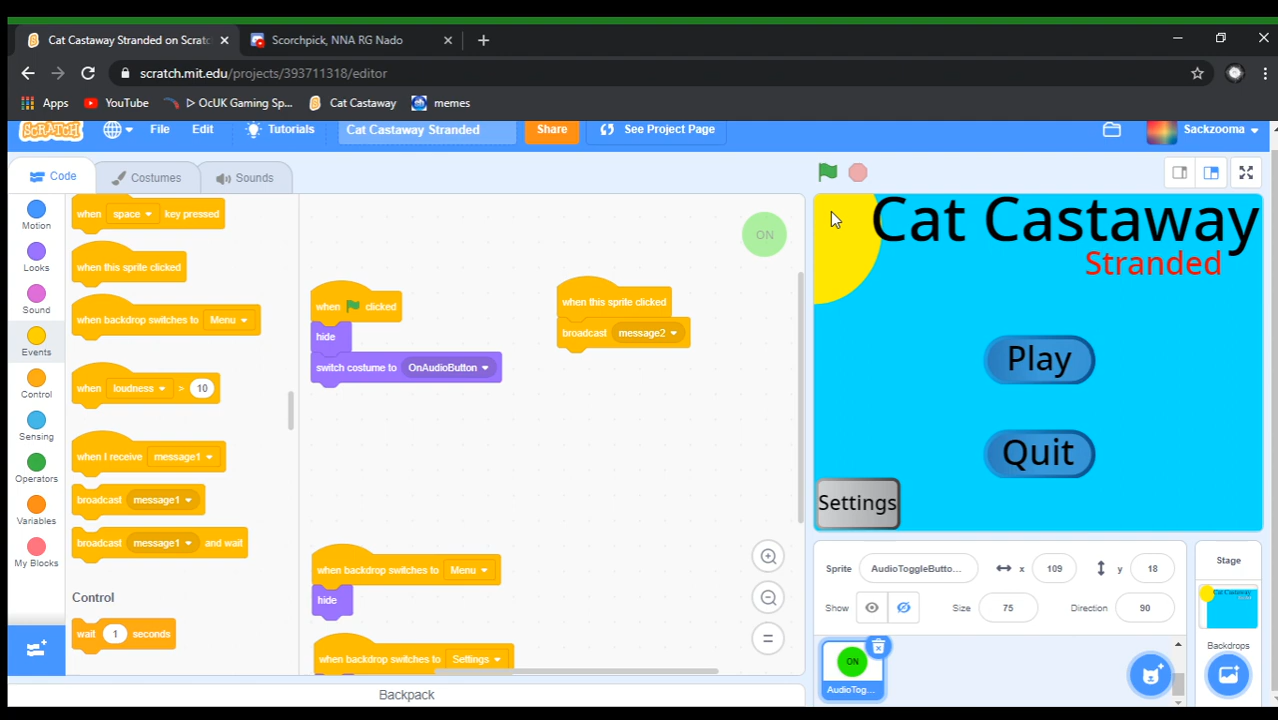 Cat Castaway Stranded on Scratc
Scorchpick, NNA RG Nado
scratch.mit.edu/projects/393711318/editor
Apps YouTube OcUK Gaming Sp... Cat Castaway memes
SCRATCH File Edit Tutorials Cat Castaway Stranded Share See Project Page Sackzooma
Code Costumes Sounds
Motion
Looks
Sound
Events
Control
Sensing
Operators
Variables
My Blocks
when space key pressed
when this sprite clicked
when backdrop switches to Menu
when loudness > 10
when I receive message1
broadcast message1
broadcast message1 and wait
Control
wait 1 seconds
ON
when clicked
hide
switch costume to OnAudioButton
when this sprite clicked
broadcast message2
when backdrop switches to Menu
hide
when backdrop switches to Settings
Backpack
Cat Castaway
Stranded
Play
Quit
Settings
Sprite AudioToggleButto... x 109 y 18
Show Size 75 Direction 90
ON
AudioTog...
Stage
Cat Castaway
Backdrops